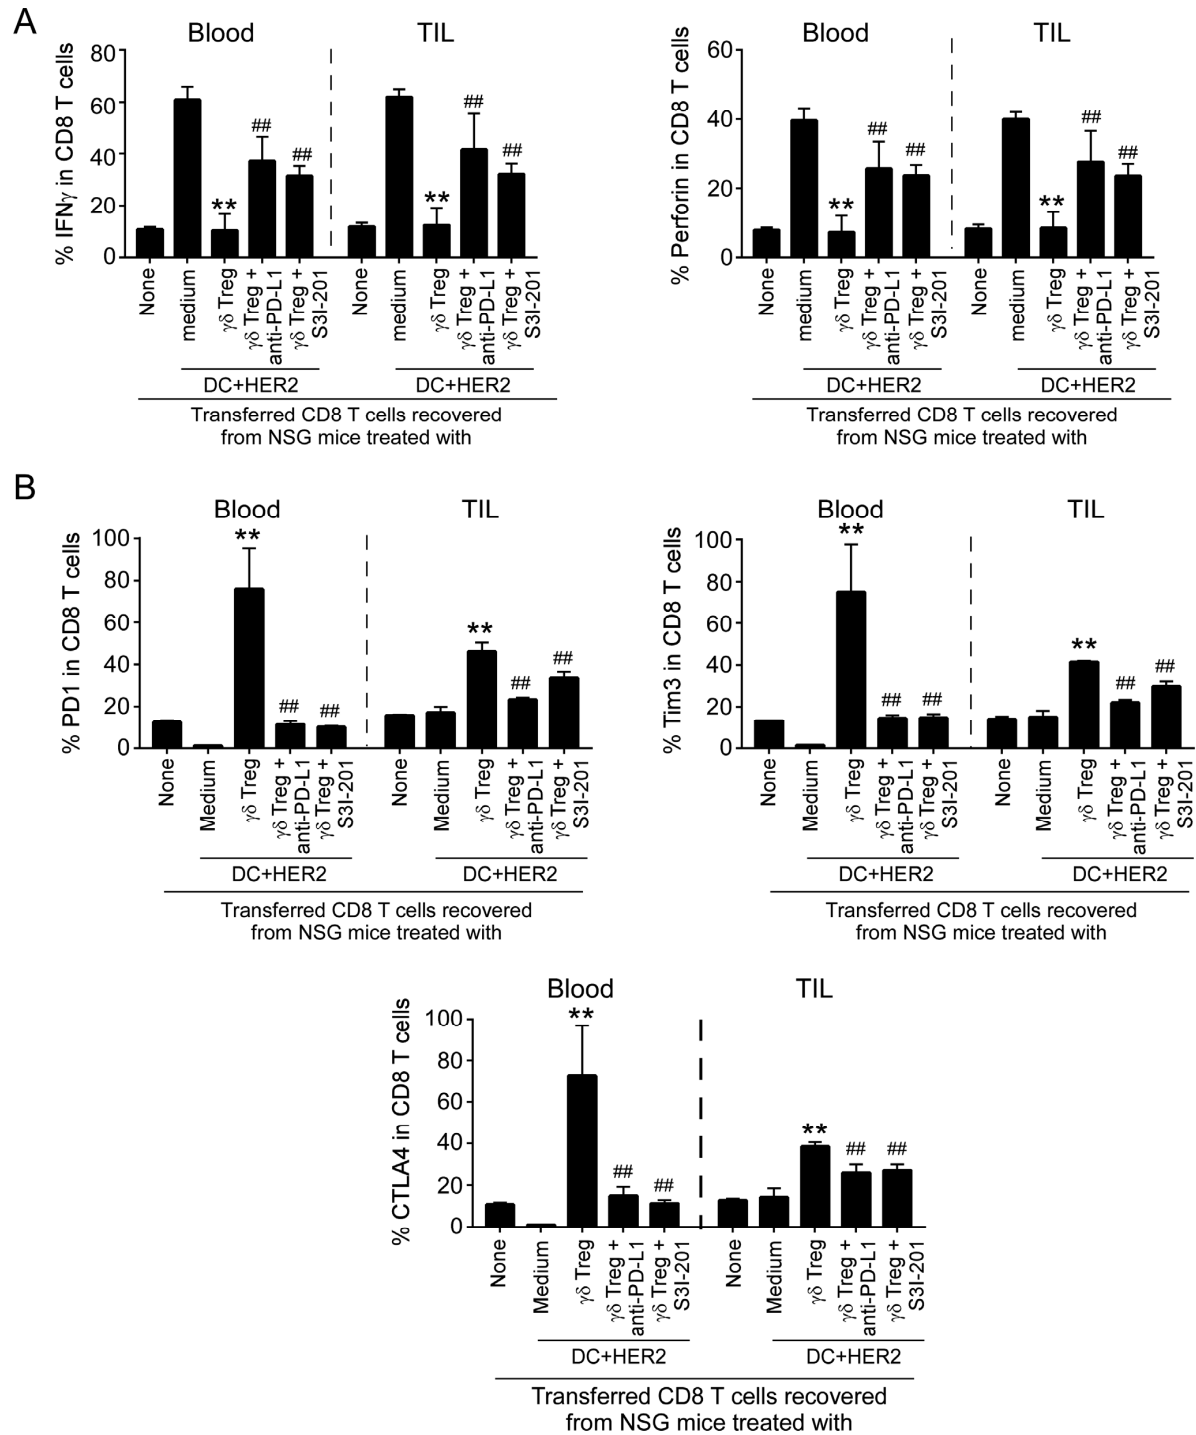 A
Blood
TIL
% IFNγ in CD8 T cells
80
60
40
20
0
**
##
##
**
##
##
None
medium
γδ Treg
γδ Treg +
anti-PD-L1
γδ Treg +
S3I-201
None
medium
γδ Treg
γδ Treg +
anti-PD-L1
γδ Treg +
S3I-201
DC+HER2
DC+HER2
Transferred CD8 T cells recovered
from NSG mice treated with
Blood
TIL
% Perforin in CD8 T cells
60
40
20
0
**
##
##
**
##
##
None
medium
γδ Treg
γδ Treg +
anti-PD-L1
γδ Treg +
S3I-201
None
medium
γδ Treg
γδ Treg +
anti-PD-L1
γδ Treg +
S3I-201
DC+HER2
DC+HER2
Transferred CD8 T cells recovered
from NSG mice treated with
B
Blood
TIL
% PD1 in CD8 T cells
100
80
60
40
20
0
**
##
##
**
##
##
None
Medium
γδ Treg
γδ Treg +
anti-PD-L1
γδ Treg +
S3I-201
None
Medium
γδ Treg
γδ Treg +
anti-PD-L1
γδ Treg +
S3I-201
DC+HER2
DC+HER2
Transferred CD8 T cells recovered
from NSG mice treated with
Blood
TIL
% Tim3 in CD8 T cells
100
80
60
40
20
0
**
##
##
**
##
##
None
Medium
γδ Treg
γδ Treg +
anti-PD-L1
γδ Treg +
S3I-201
None
Medium
γδ Treg
γδ Treg +
anti-PD-L1
γδ Treg +
S3I-201
DC+HER2
DC+HER2
Transferred CD8 T cells recovered
from NSG mice treated with
Blood
TIL
% CTLA4 in CD8 T cells
100
80
60
40
20
0
**
##
##
**
##
##
None
Medium
γδ Treg
γδ Treg +
anti-PD-L1
γδ Treg +
S3I-201
None
Medium
γδ Treg
γδ Treg +
anti-PD-L1
γδ Treg +
S3I-201
DC+HER2
DC+HER2
Transferred CD8 T cells recovered
from NSG mice treated with